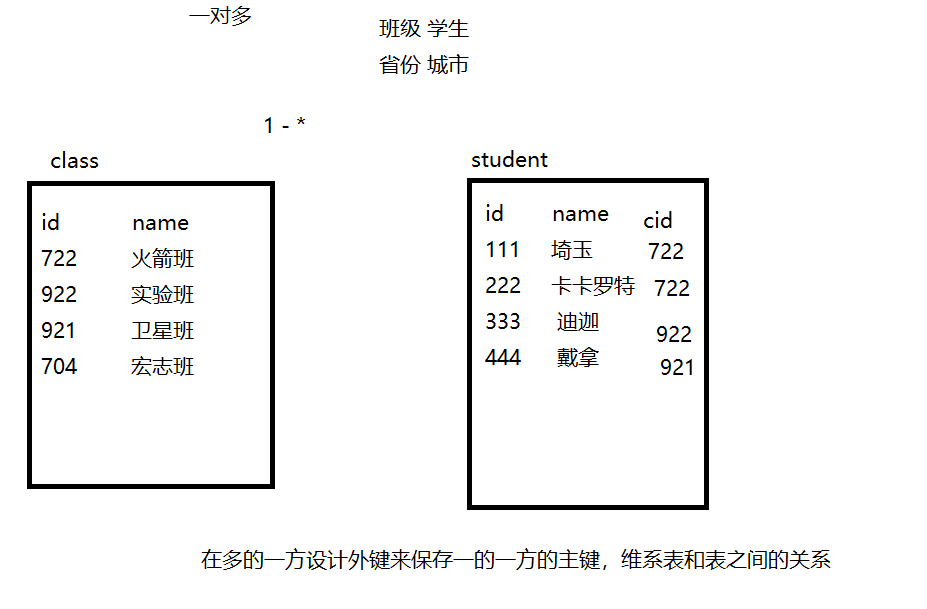 一对多
班级 学生
省份 城市
1 - *
class
id name
722 火箭班
922 实验班
921 卫星班
704 宏志班
student
id name cid
111 埼玉 722
222 卡卡罗特 722
333 迪迦 922
444 戴拿 921
在多的一方设计外键来保存一的一方的主键，维系表和表之间的关系